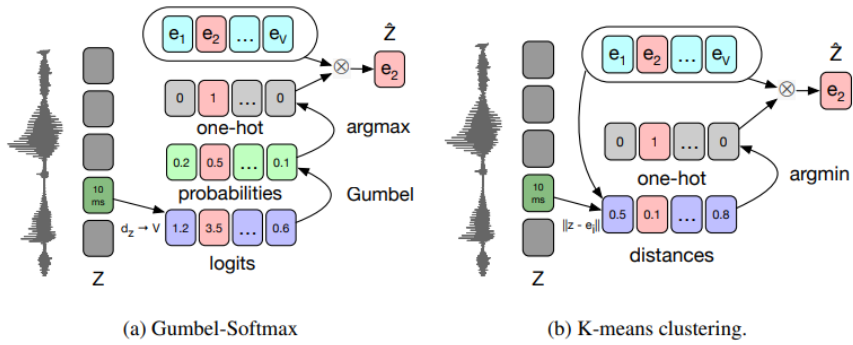 e1 e2 ... eV
Ẑ
e2
0 1 ... 0
one-hot
argmax
0.2 0.5 ... 0.1
probabilities
Gumbel
10 ms
dz → V
1.2 3.5 ... 0.6
logits
Z
(a) Gumbel-Softmax
e1 e2 ... eV
Ẑ
e2
0 1 ... 0
one-hot
argmin
10 ms
||z - ei||
0.5 0.1 ... 0.8
distances
Z
(b) K-means clustering.